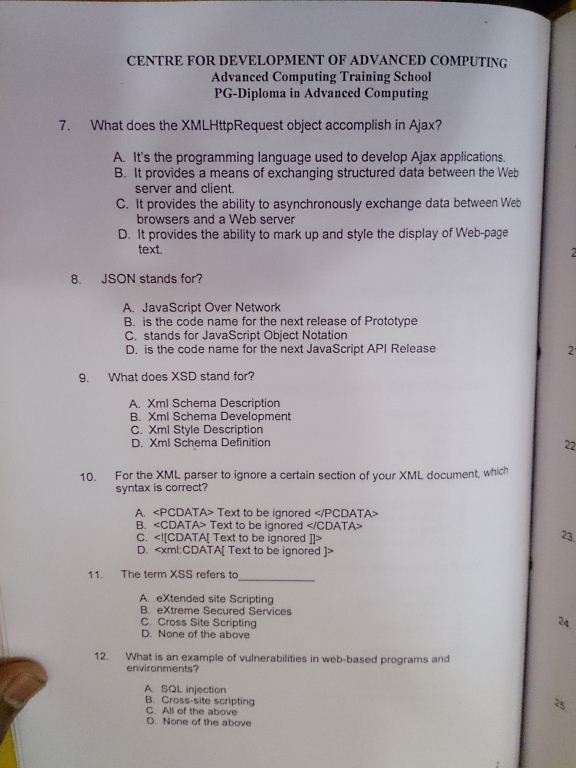 CENTRE FOR DEVELOPMENT OF ADVANCED COMPUTING
Advanced Computing Training School
PG-Diploma in Advanced Computing
7. What does the XMLHttpRequest object accomplish in Ajax?
A. It's the programming language used to develop Ajax applications.
B. It provides a means of exchanging structured data between the Web
server and client.
C. It provides the ability to asynchronously exchange data between Web
browsers and a Web server
D. It provides the ability to mark up and style the display of Web-page
text.
8. JSON stands for?
A. JavaScript Over Network
B. is the code name for the next release of Prototype
C. stands for JavaScript Object Notation
D. is the code name for the next JavaScript API Release
9. What does XSD stand for?
A. Xml Schema Description
B. Xml Schema Development
C. Xml Style Description
D. Xml Schema Definition
10. For the XML parser to ignore a certain section of your XML document, which
syntax is correct?
A. <PCDATA> Text to be ignored </PCDATA>
B. <CDATA> Text to be ignored </CDATA>
C. <![CDATA[ Text to be ignored ]]>
D. <xml:CDATA[ Text to be ignored ]>
11. The term XSS refers to____________
A. eXtended site Scripting
B. eXtreme Secured Services
C. Cross Site Scripting
D. None of the above
12. What is an example of vulnerabilities in web-based programs and
environments?
A. SQL injection
B. Cross-site scripting
C. All of the above
D. None of the above
22
23.
24.
25.